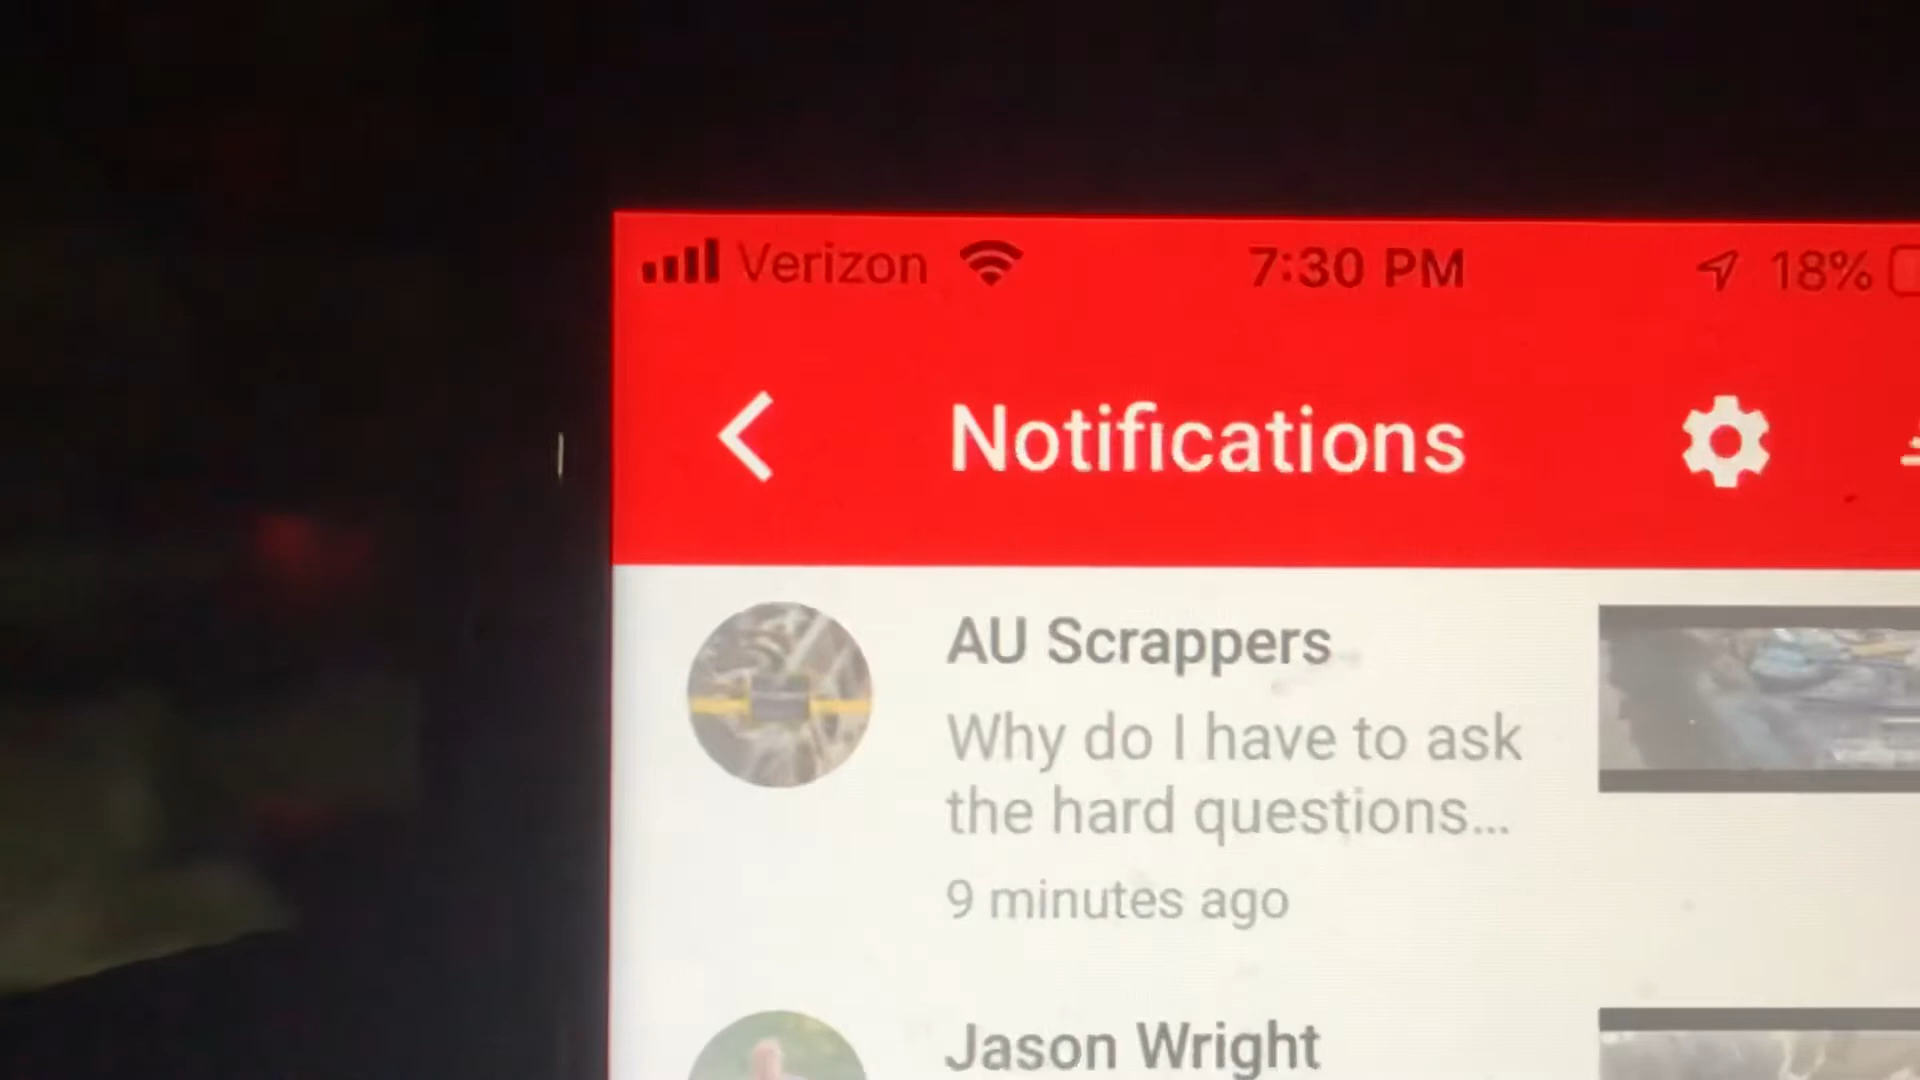 Verizon 7:30 PM 18%
Notifications
AU Scrappers
Why do I have to ask
the hard questions...
9 minutes ago
Jason Wright